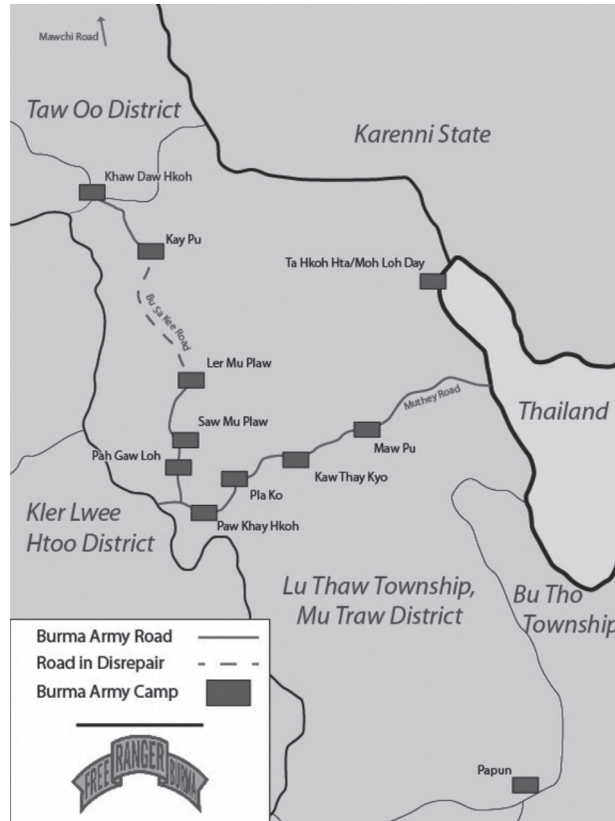 Mawchi Road
Taw Oo District
Karenni State
Khaw Daw Hkoh
Kay Pu
Ta Hkoh Hta/Moh Loh Day
Bu Sa Kee Road
Ler Mu Plaw
Muthey Road
Thailand
Saw Mu Plaw
Maw Pu
Pah Gaw Loh
Kaw Thay Kyo
Pla Ko
Paw Khay Hkoh
Kler Lwee
Htoo District
Lu Thaw Township,
Mu Traw District
Bu Tho
Township
Burma Army Road
Road in Disrepair
Burma Army Camp
FREE RANGER BURMA
Papun